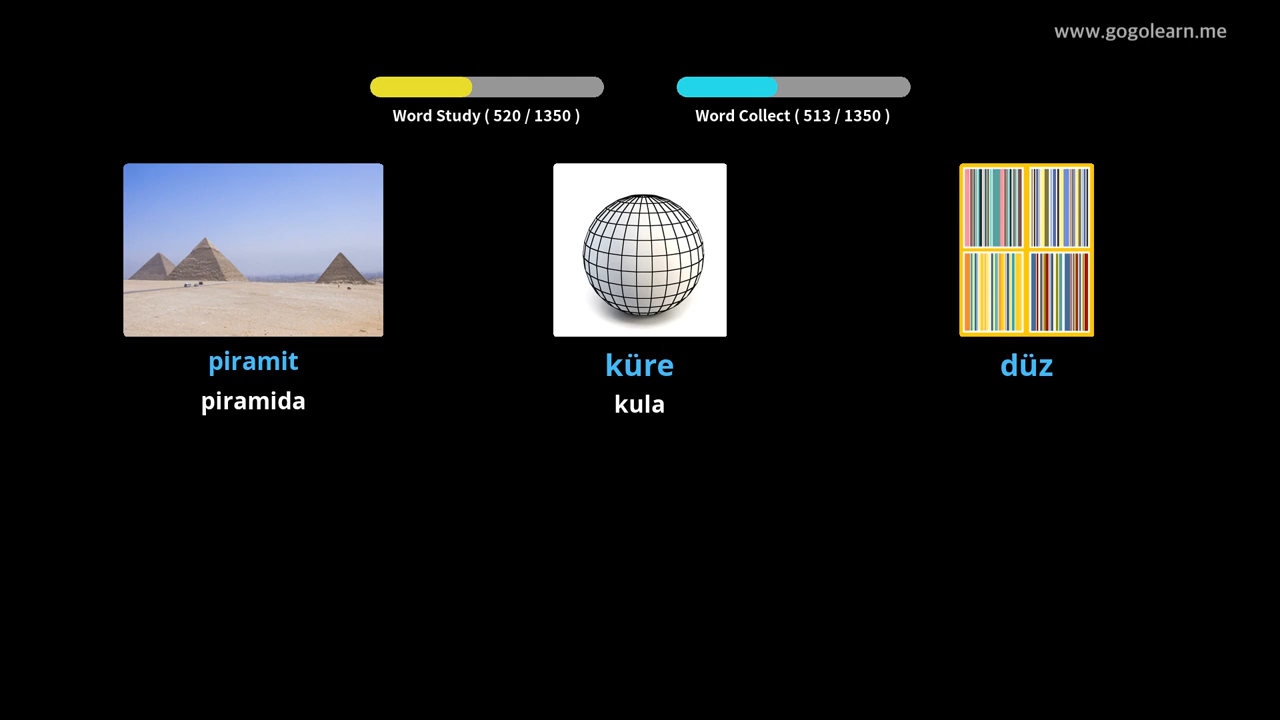 www.gogolearn.me
Word Study ( 520 / 1350 )
Word Collect ( 513 / 1350 )
piramit
piramida
küre
kula
düz